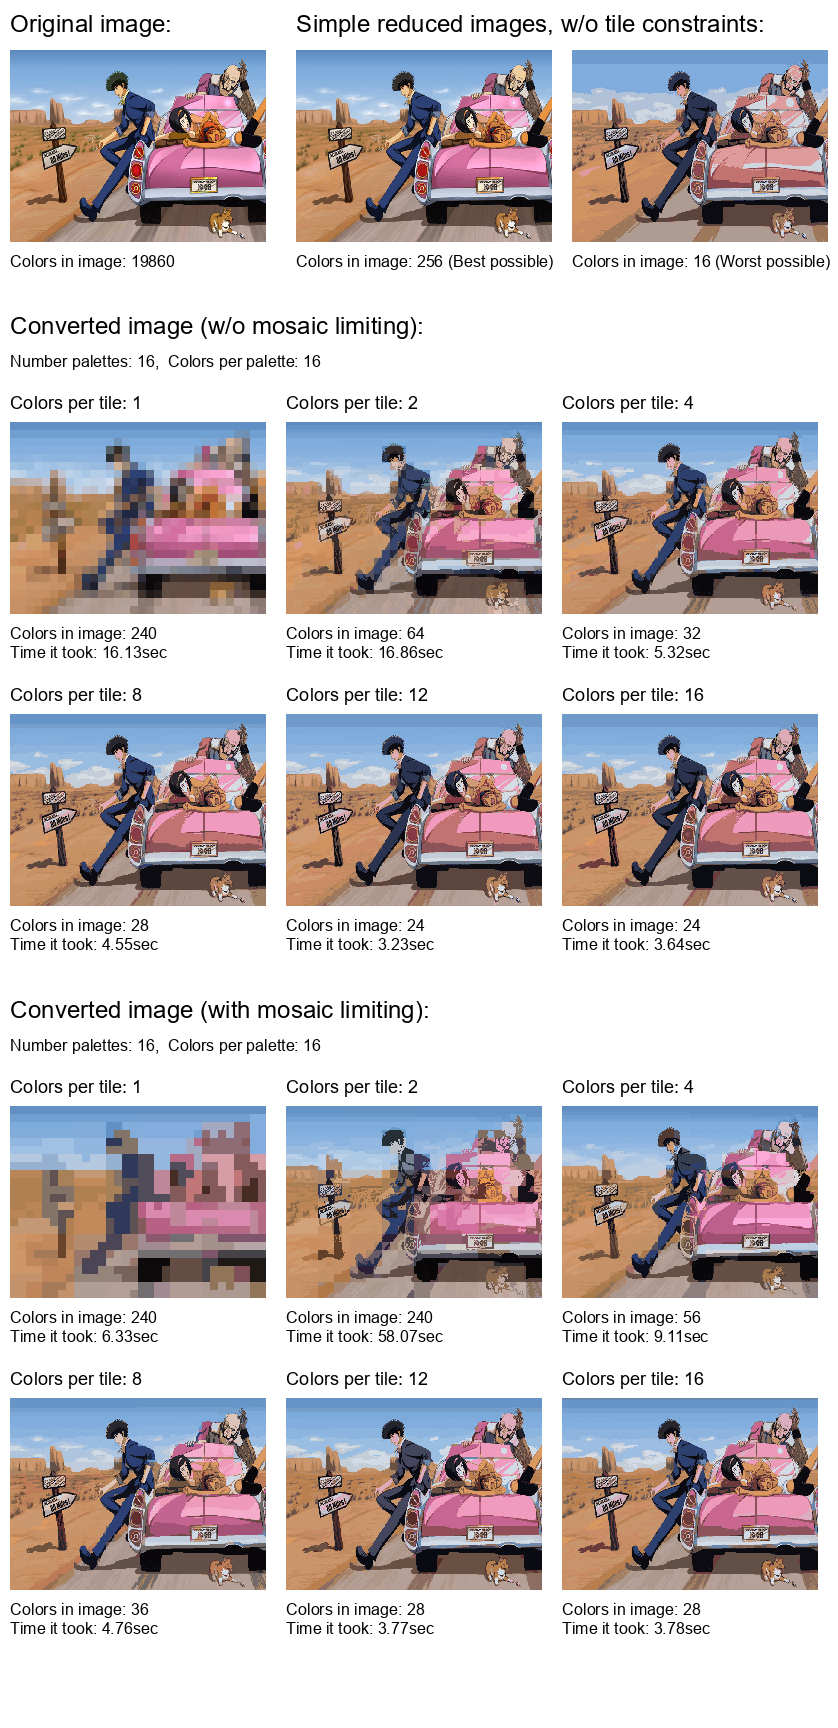 Original image:
Simple reduced images, w/o tile constraints:
Colors in image: 19860
Colors in image: 256 (Best possible)
Colors in image: 16 (Worst possible)
Converted image (w/o mosaic limiting):
Number palettes: 16,  Colors per palette: 16
Colors per tile: 1
Colors per tile: 2
Colors per tile: 4
Colors in image: 240
Time it took: 16.13sec
Colors in image: 64
Time it took: 16.86sec
Colors in image: 32
Time it took: 5.32sec
Colors per tile: 8
Colors per tile: 12
Colors per tile: 16
Colors in image: 28
Time it took: 4.55sec
Colors in image: 24
Time it took: 3.23sec
Colors in image: 24
Time it took: 3.64sec
Converted image (with mosaic limiting):
Number palettes: 16,  Colors per palette: 16
Colors per tile: 1
Colors per tile: 2
Colors per tile: 4
Colors in image: 240
Time it took: 6.33sec
Colors in image: 240
Time it took: 58.07sec
Colors in image: 56
Time it took: 9.11sec
Colors per tile: 8
Colors per tile: 12
Colors per tile: 16
Colors in image: 36
Time it took: 4.76sec
Colors in image: 28
Time it took: 3.77sec
Colors in image: 28
Time it took: 3.78sec